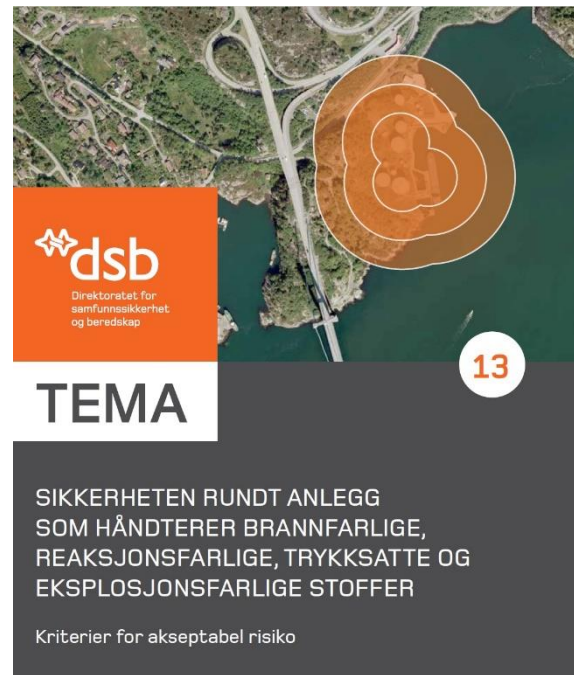 dsb
Direktoratet for
samfunnssikkerhet
og beredskap
13
TEMA
SIKKERHETEN RUNDT ANLEGG
SOM HÅNDTERER BRANNFARLIGE,
REAKSJONSFARLIGE, TRYKKSATTE OG
EKSPLOSJONSFARLIGE STOFFER
Kriterier for akseptabel risiko